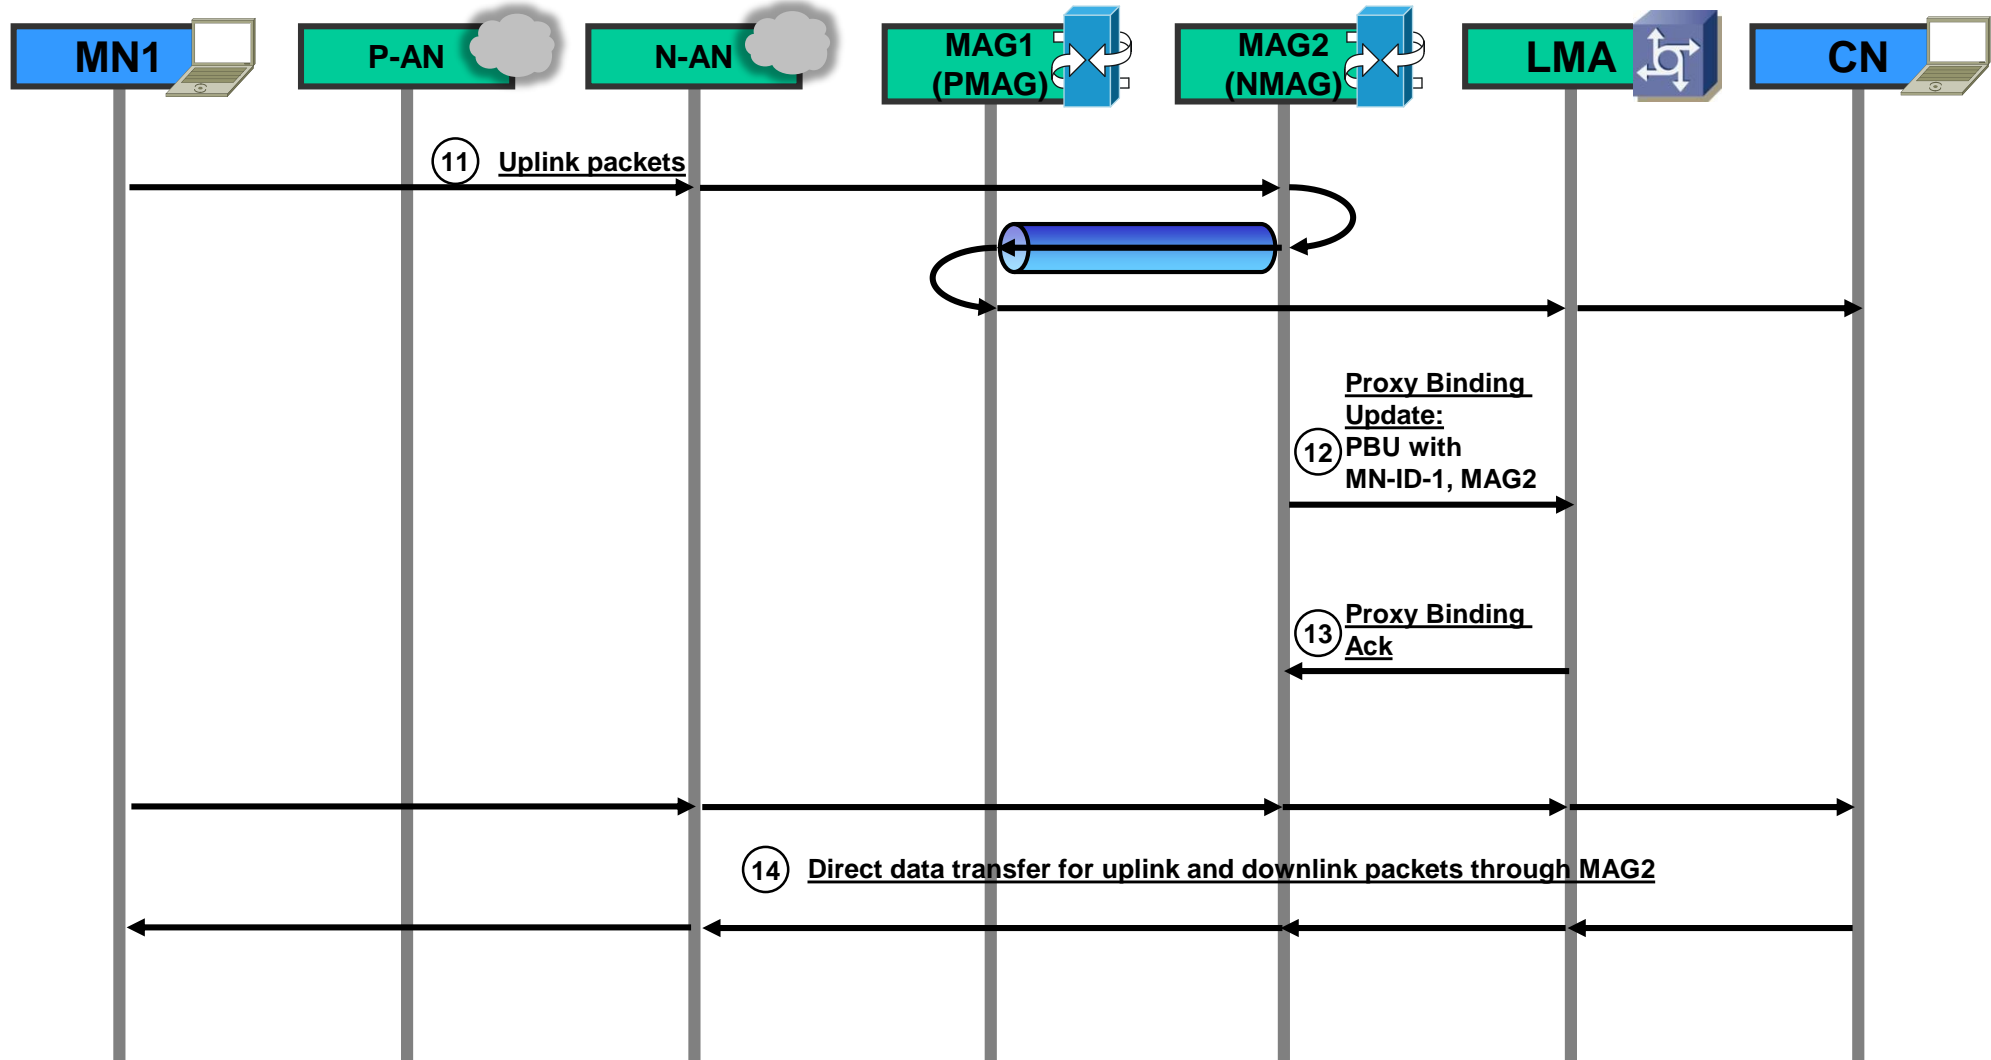 MN1
P-AN
N-AN
MAG1
(PMAG)
MAG2
(NMAG)
LMA
CN
11 Uplink packets
Proxy Binding
Update:
12 PBU with
MN-ID-1, MAG2
Proxy Binding
13 Ack
14 Direct data transfer for uplink and downlink packets through MAG2